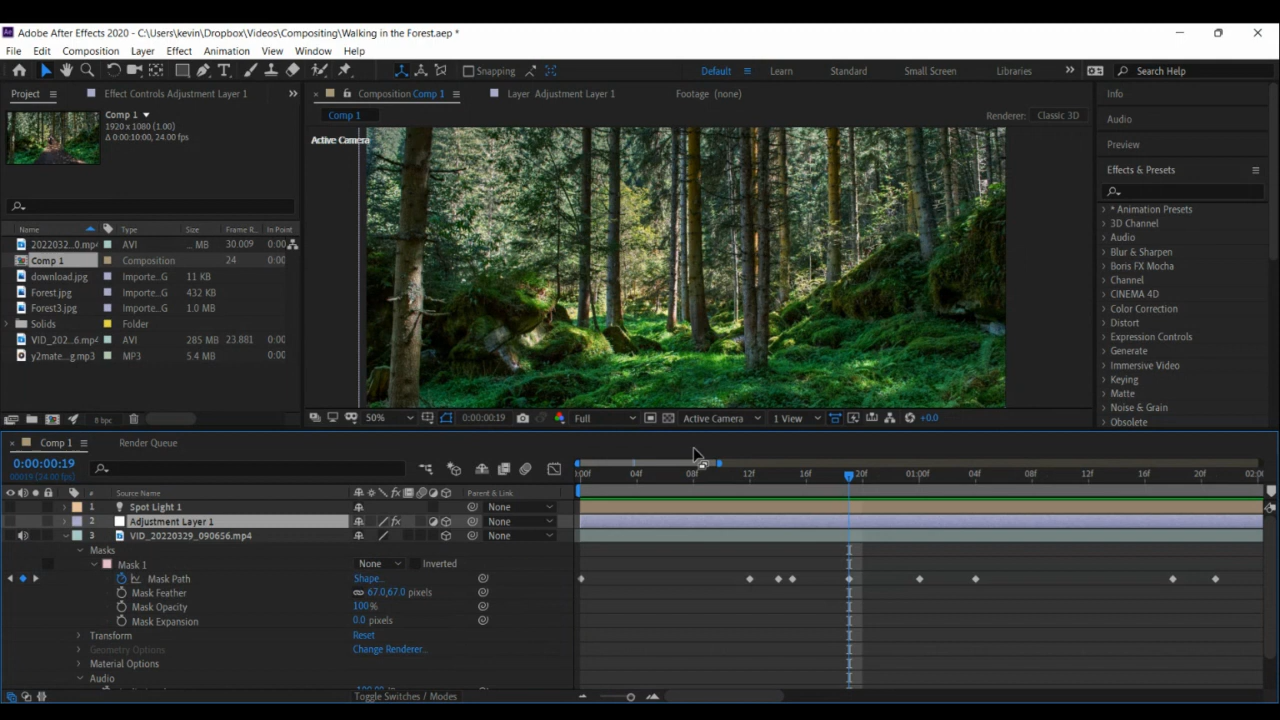 Adobe After Effects 2020 - C:\Users\kevin\Dropbox\Videos\Compositing\Walking in the Forest.aep *
File Edit Composition Layer Effect Animation View Window Help
Snapping Default Learn Standard Small Screen Libraries Search Help
Project Effect Controls Adjustment Layer 1 Composition Comp 1 Layer Adjustment Layer 1 Footage (none) Info
Comp 1
1920 x 1080 (1.00)
Δ 0:00:10:00, 24.00 fps
Comp 1 Renderer: Classic 3D
Active Camera
Audio
Preview
Effects & Presets
* Animation Presets
3D Channel
Audio
Blur & Sharpen
Boris FX Mocha
Channel
CINEMA 4D
Color Correction
Distort
Expression Controls
Generate
Immersive Video
Keying
Matte
Noise & Grain
Obsolete
Name Type Size Frame R... In Point
2022032...0.mp4 AVI ... MB 30.009 0:00
Comp 1 Composition 24 0:00
download.jpg Importe...G 11 KB
Forest.jpg Importe...G 432 KB
Forest3.jpg Importe...G 1.0 MB
Solids Folder
VID_202...6.mp4 AVI 285 MB 23.881 0:00
y2mate....g.mp3 MP3 5.4 MB 0:00
8 bpc
50% 0:00:00:19 Full Active Camera 1 View +0.0
Comp 1 Render Queue
0:00:00:19
00019 (24.00 fps)
:00f 04f 08f 12f 16f 20f 01:00f 04f 08f 12f 16f 20f 02:00
# Source Name Parent & Link
1 Spot Light 1 None
2 Adjustment Layer 1 fx None
3 VID_20220329_090656.mp4 None
Masks
Mask 1 None Inverted
Mask Path Shape...
Mask Feather 67.0,67.0 pixels
Mask Opacity 100%
Mask Expansion 0.0 pixels
Transform Reset
Geometry Options Change Renderer...
Material Options
Audio
Toggle Switches / Modes